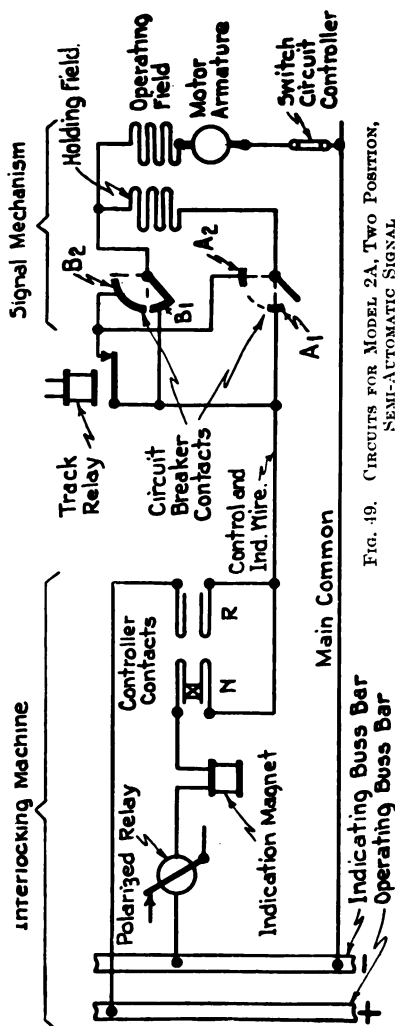 Interlocking Machine
Signal Mechanism
Track
Relay
Holding Field.
Operating
Field
Motor
Armature
Switch
Circuit
Controller
B2
B1
A2
A1
Circuit
Breaker
Contacts
Controller
Contacts
Polarized Relay
N
R
Indication Magnet
Control and
Ind. Wire.
Main Common
Indicating Buss Bar
Operating Buss Bar
-
+
Fig. 49. Circuits for Model 2A, Two Position,
Semi-Automatic Signal